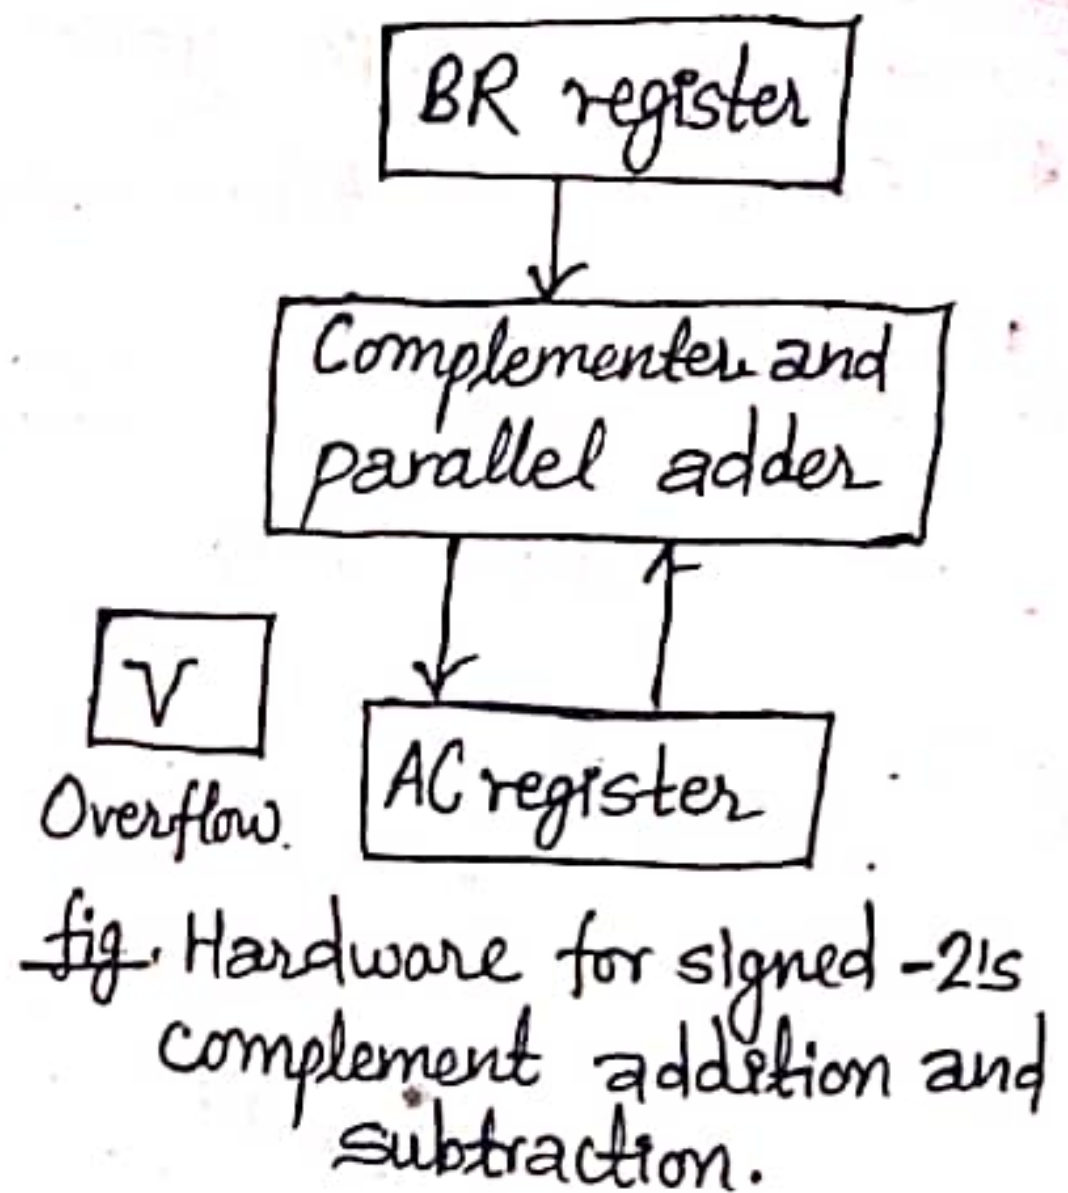 BR register
Complementer and
parallel adder
V
Overflow.
AC register
fig. Hardware for signed -2's
complement addition and
subtraction.